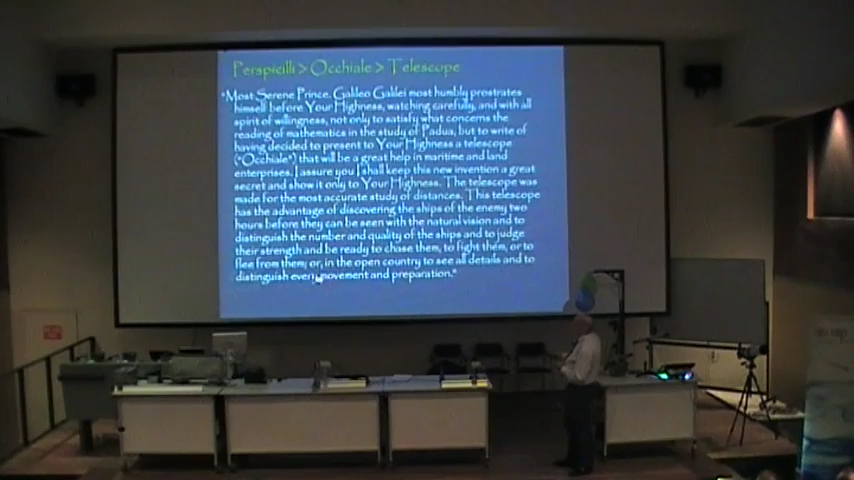 Perspicilli > Occhiale > Telescope
"Most Serene Prince. Galileo Galilei most humbly prostrates
himself before Your Highness, watching carefully, and with all
spirit of willingness, not only to satisfy what concerns the
reading of mathematics in the study of Padua, but to write of
having decided to present to Your Highness a telescope
("Occhiale") that will be a great help in maritime and land
enterprises. I assure you I shall keep this new invention a great
secret and show it only to Your Highness. The telescope was
made for the most accurate study of distances. This telescope
has the advantage of discovering the ships of the enemy two
hours before they can be seen with the natural vision and to
distinguish the number and quality of the ships and to judge
their strength and be ready to chase them, to fight them, or to
flee from them; or, in the open country to see all details and to
distinguish every movement and preparation."